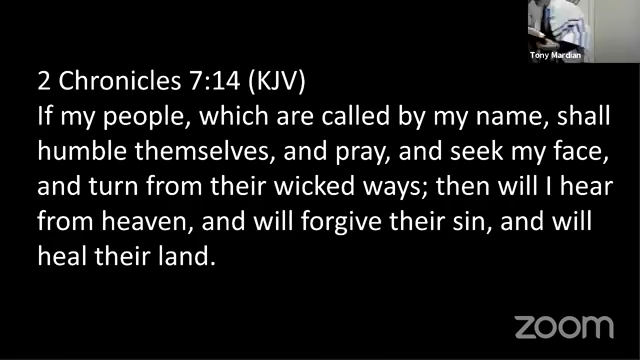 Tony Mardian
2 Chronicles 7:14 (KJV)
If my people, which are called by my name, shall
humble themselves, and pray, and seek my face,
and turn from their wicked ways; then will I hear
from heaven, and will forgive their sin, and will
heal their land.
zoom